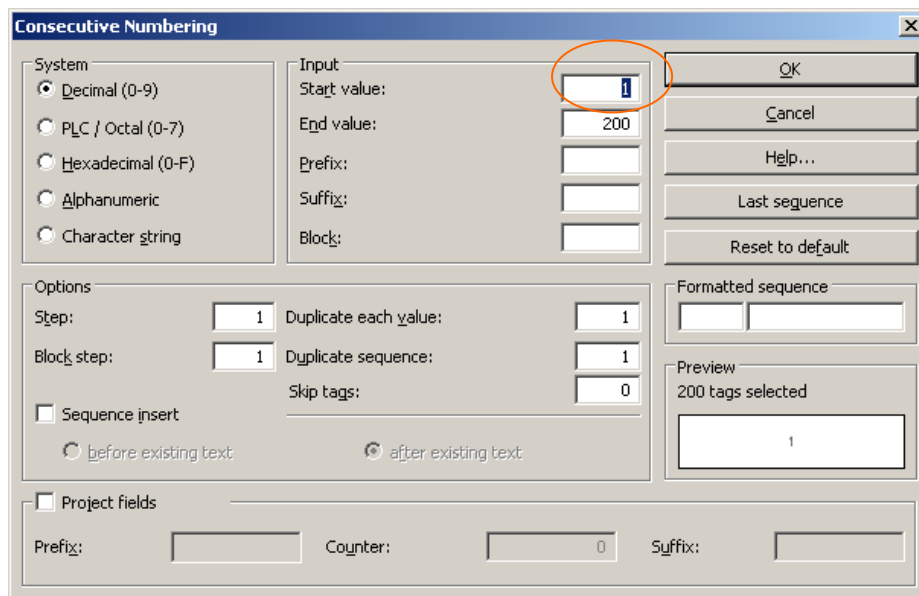 Consecutive Numbering
System
Decimal (0-9)
PLC / Octal (0-7)
Hexadecimal (0-F)
Alphanumeric
Character string
Input
Start value: 1
End value: 200
Prefix:
Suffix:
Block:
OK
Cancel
Help...
Last sequence
Reset to default
Options
Step: 1 Duplicate each value: 1
Block step: 1 Duplicate sequence: 1
Skip tags: 0
Sequence insert
before existing text after existing text
Formatted sequence
Preview
200 tags selected
1
Project fields
Prefix: Counter: 0 Suffix: